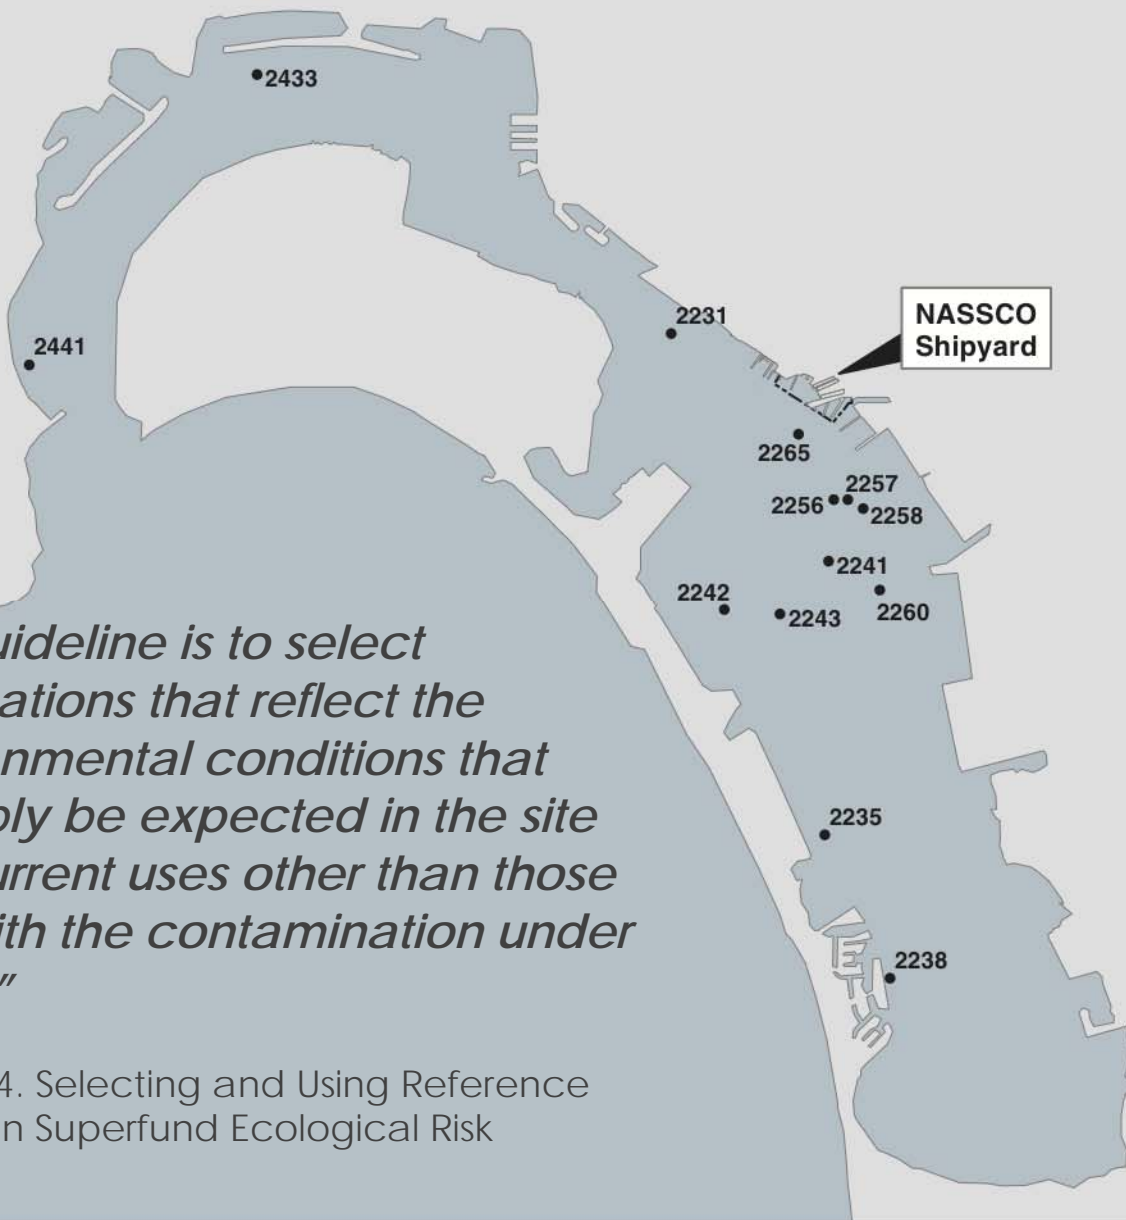 2433
2231
NASSCO
Shipyard
2441
2265
2257
2256
2258
2241
2242
2243
2260
uideline is to select
ations that reflect the
onmental conditions that
bly be expected in the site
urrent uses other than those
ith the contamination under
”
2235
2238
4. Selecting and Using Reference
n Superfund Ecological Risk